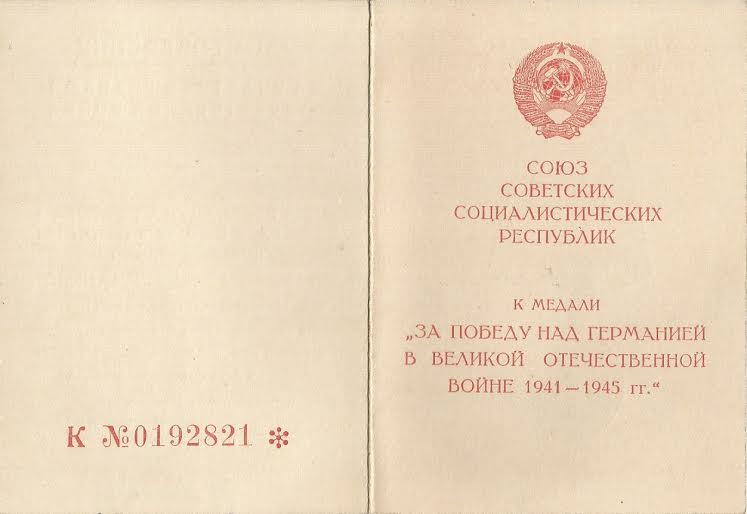 К №0192821 *
СОЮЗ
СОВЕТСКИХ
СОЦИАЛИСТИЧЕСКИХ
РЕСПУБЛИК
К МЕДАЛИ
„ЗА ПОБЕДУ НАД ГЕРМАНИЕЙ
В ВЕЛИКОЙ ОТЕЧЕСТВЕННОЙ
ВОЙНЕ 1941—1945 гг.“